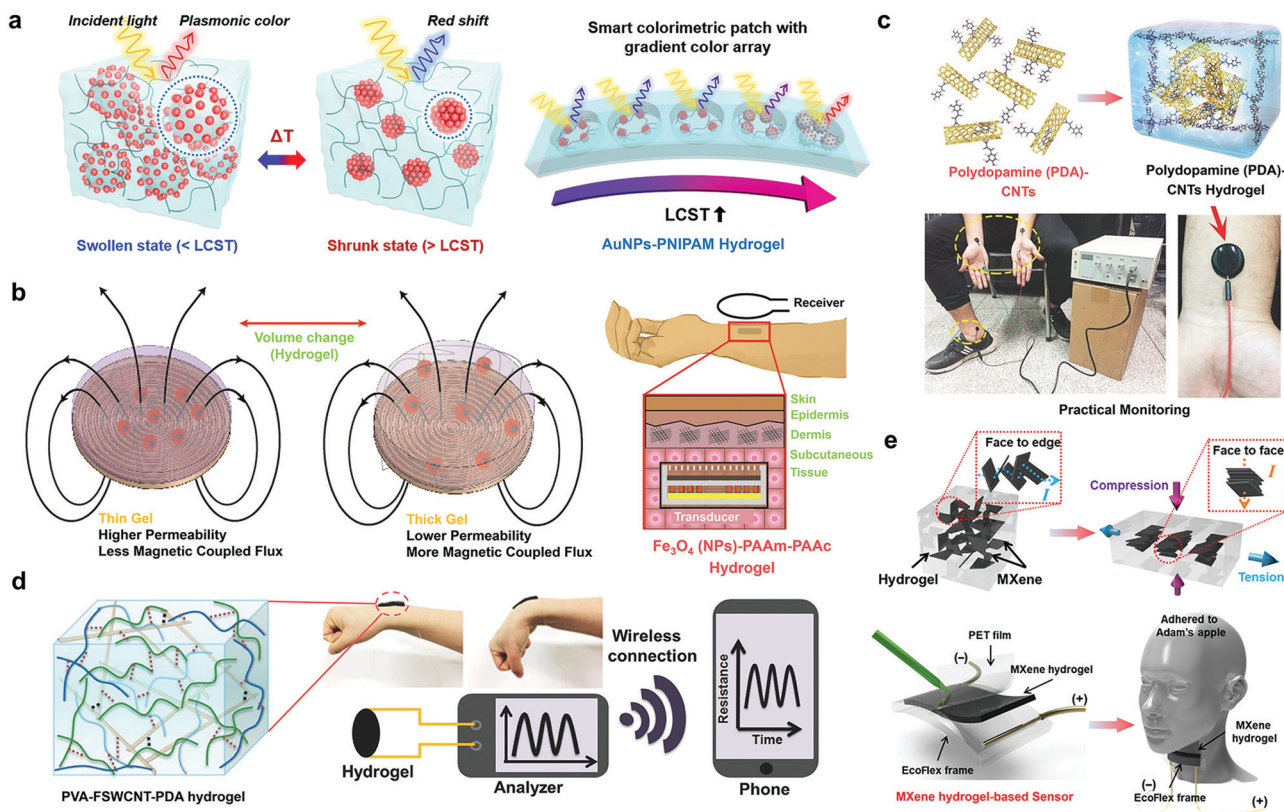 a
Incident light
Plasmonic color
Red shift
ΔT
Swollen state (< LCST)
Shrunk state (> LCST)
Smart colorimetric patch with
gradient color array
LCST ⬆
AuNPs-PNIPAM Hydrogel
b
Volume change
(Hydrogel)
Thin Gel
Higher Permeability
Less Magnetic Coupled Flux
Thick Gel
Lower Permeability
More Magnetic Coupled Flux
Receiver
Skin
Epidermis
Dermis
Subcutaneous
Tissue
Transducer
Fe₃O₄ (NPs)-PAAm-PAAc
Hydrogel
c
Polydopamine (PDA)-
CNTs
Polydopamine (PDA)-
CNTs Hydrogel
Practical Monitoring
d
PVA-FSWCNT-PDA hydrogel
Hydrogel
Analyzer
Wireless
connection
Resistance
Time
Phone
e
Face to edge
I
Hydrogel
MXene
Compression
Face to face
I
Tension
PET film
(−)
MXene hydrogel
(+)
EcoFlex frame
MXene hydrogel-based Sensor
Adhered to
Adam's apple
MXene
hydrogel
(−)
EcoFlex frame
(+)